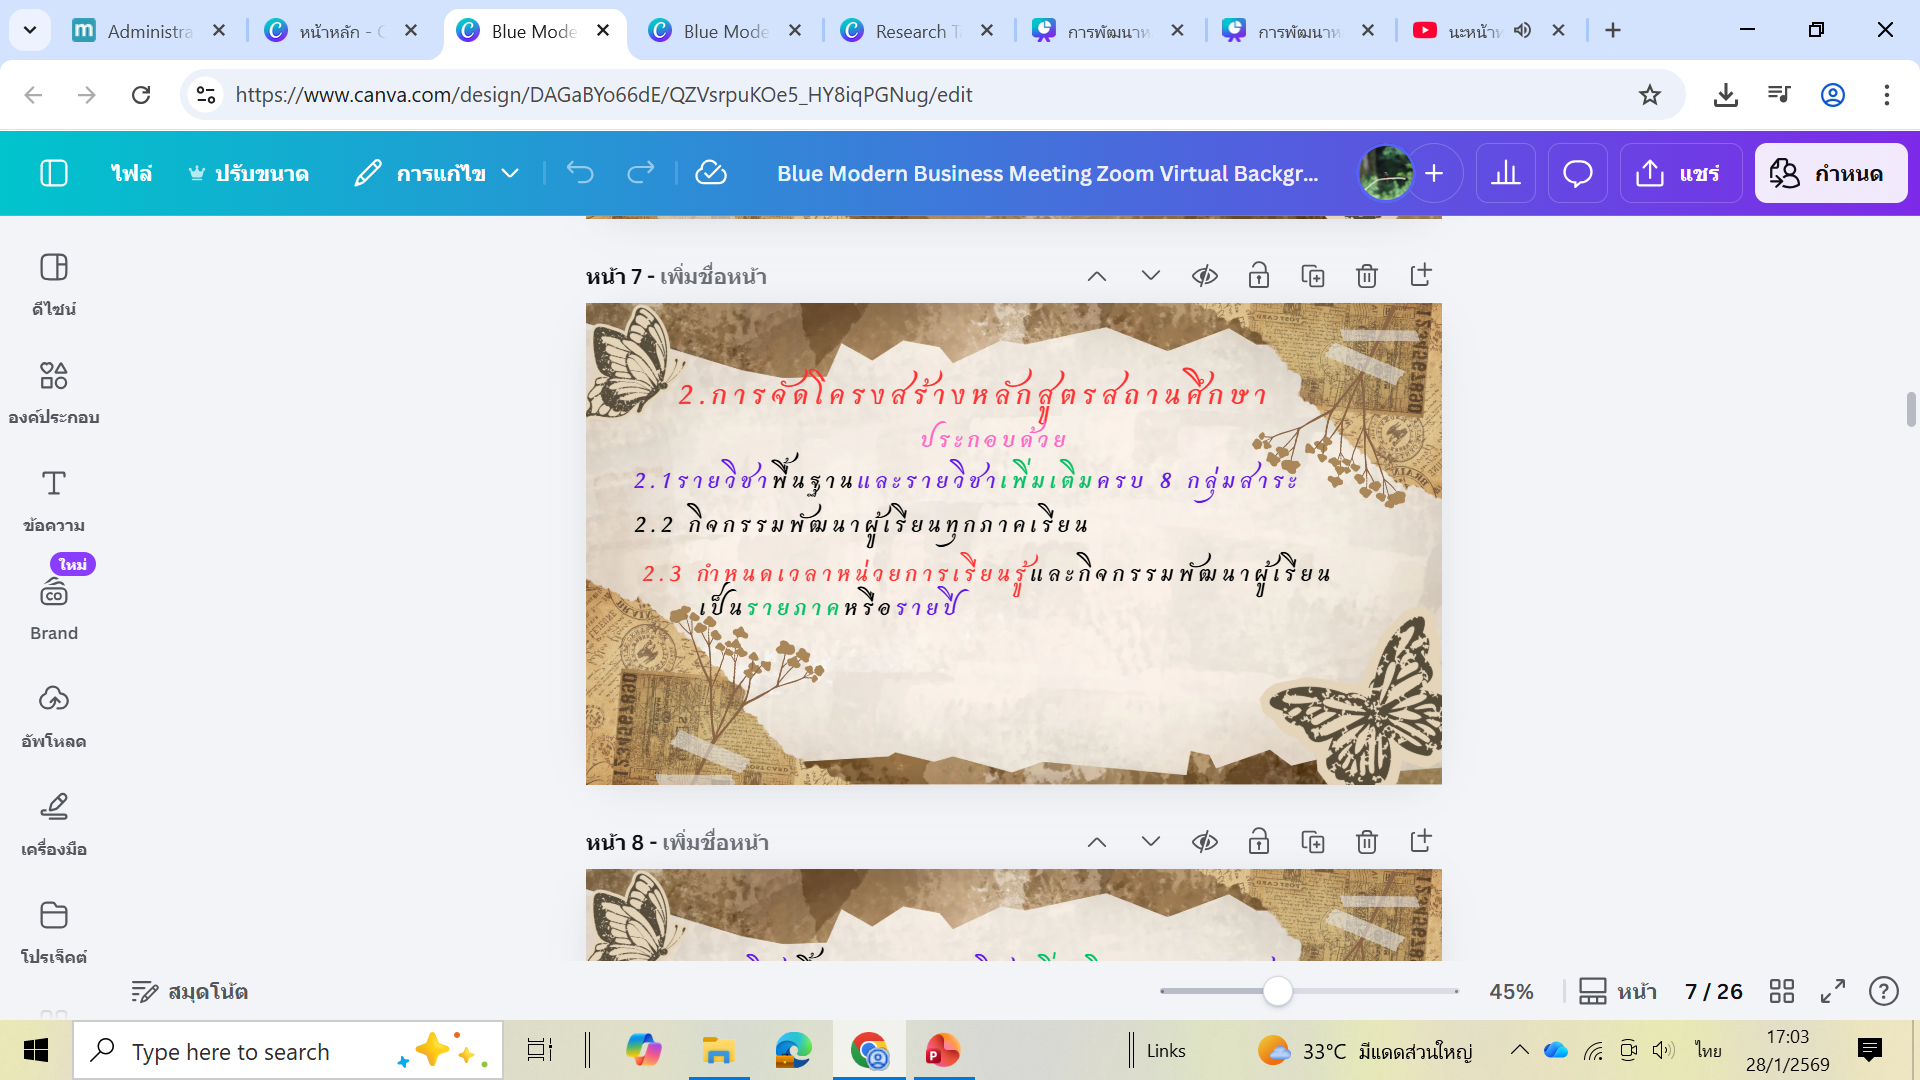 Administra
หน้าหลัก - C
Blue Mode
Blue Mode
Research T
การพัฒนาห
การพัฒนาห
นะหน้าท
https://www.canva.com/design/DAGaBYo66dE/QZVsrpuKOe5_HY8iqPGNug/edit
ไฟล์
ปรับขนาด
การแก้ไข
Blue Modern Business Meeting Zoom Virtual Backgr...
แชร์
กำหนด
ดีไซน์
องค์ประกอบ
ข้อความ
ใหม่
Brand
อัพโหลด
เครื่องมือ
โปรเจ็คต์
หน้า 7 - เพิ่มชื่อหน้า
2.การจัดโครงสร้างหลักสูตรสถานศึกษา
ประกอบด้วย
2.1รายวิชาพื้นฐานและรายวิชาเพิ่มเติมครบ 8 กลุ่มสาระ
2.2 กิจกรรมพัฒนาผู้เรียนทุกภาคเรียน
2.3 กำหนดเวลาหน่วยการเรียนรู้และกิจกรรมพัฒนาผู้เรียน
เป็นรายภาคหรือรายปี
หน้า 8 - เพิ่มชื่อหน้า
สมุดโน้ต
45%
หน้า
7 / 26
Type here to search
Links
33°C มีแดดส่วนใหญ่
ไทย
17:03
28/1/2569